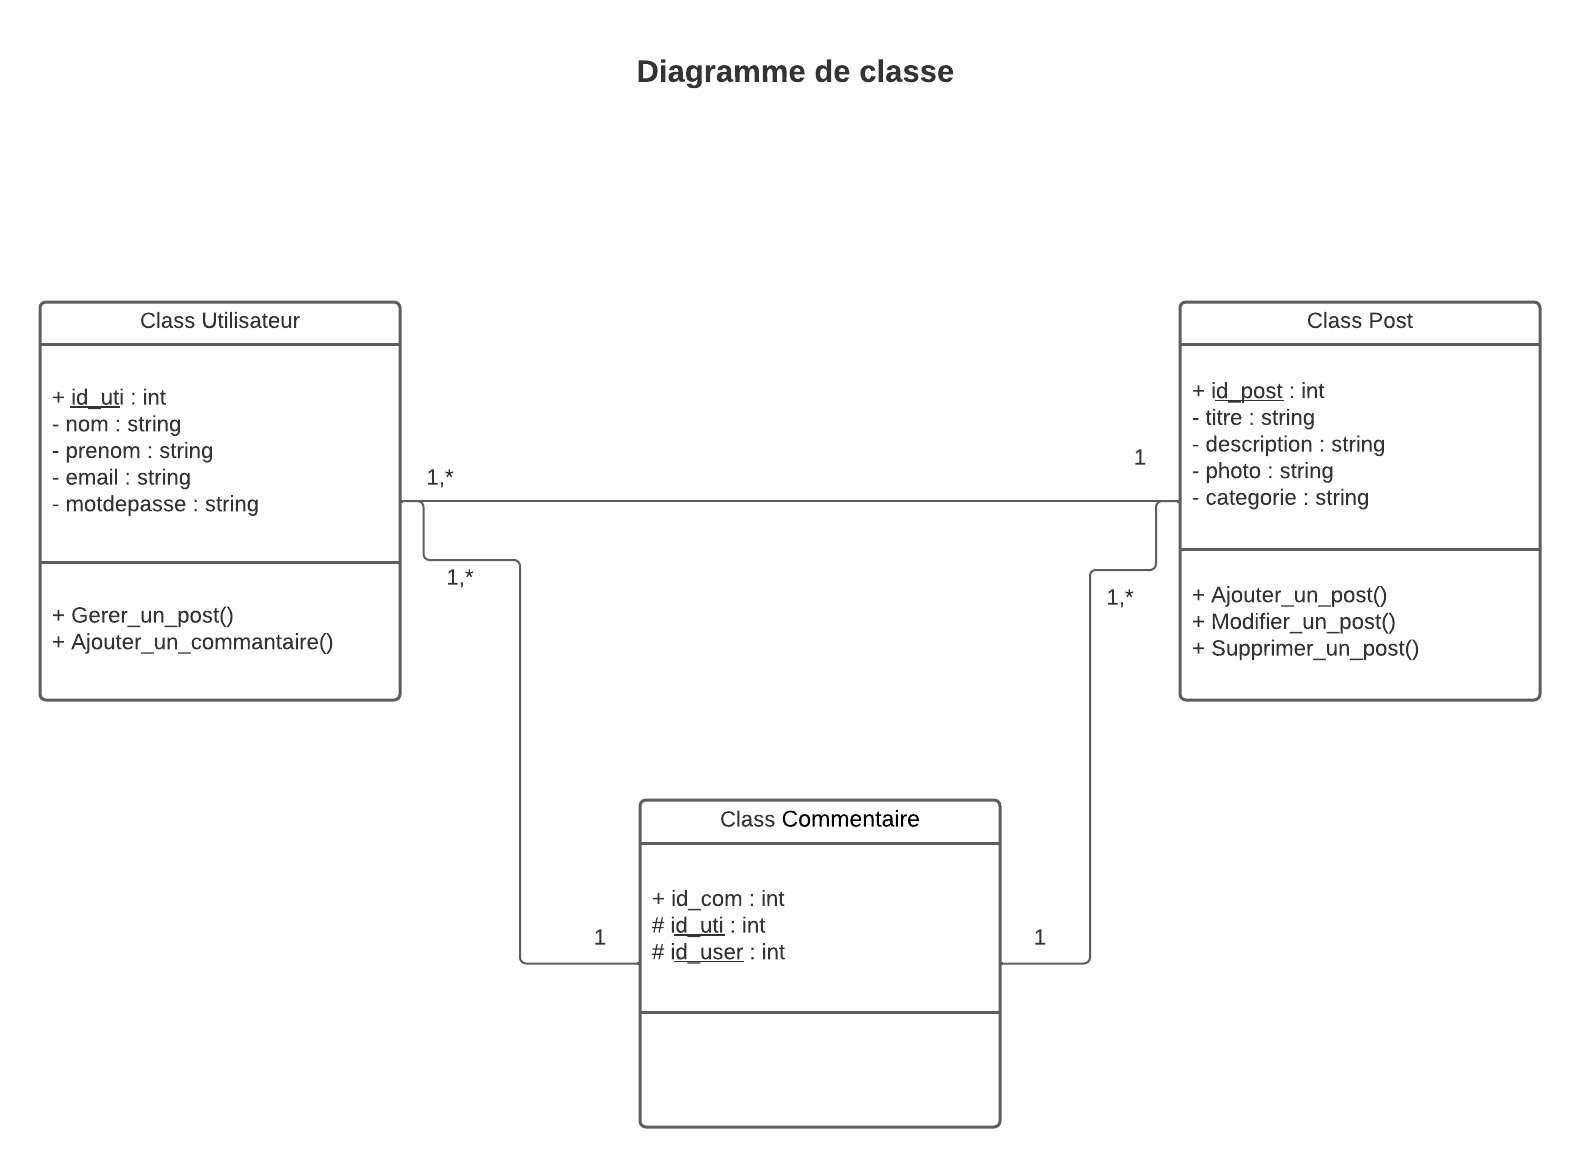 Diagramme de classe
Class Utilisateur
+ id_uti : int
- nom : string
- prenom : string
- email : string
- motdepasse : string
+ Gerer_un_post()
+ Ajouter_un_commantaire()
1,*
1
1,*
1,*
Class Post
+ id_post : int
- titre : string
- description : string
- photo : string
- categorie : string
+ Ajouter_un_post()
+ Modifier_un_post()
+ Supprimer_un_post()
Class Commentaire
+ id_com : int
# id_uti : int
# id_user : int
1
1